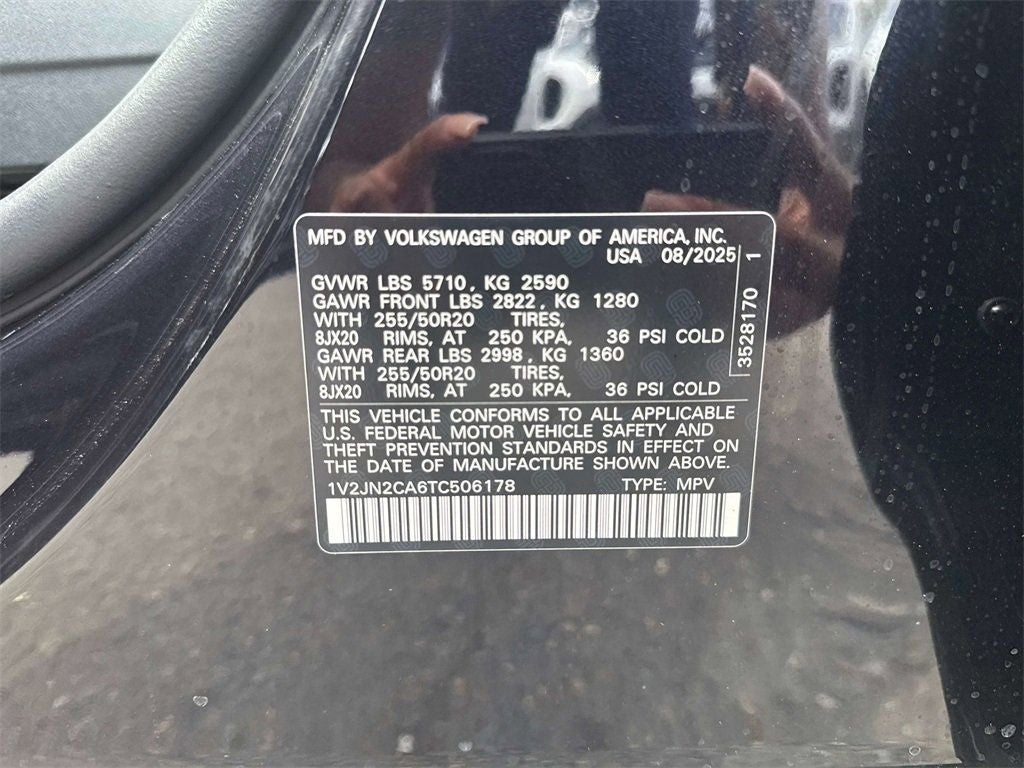 MFD BY VOLKSWAGEN GROUP OF AMERICA, INC.
USA 08/2025
GVWR LBS 5710, KG 2590
GAWR FRONT LBS 2822, KG 1280
WITH 255/50R20 TIRES,
8JX20 RIMS, AT 250 KPA, 36 PSI COLD
GAWR REAR LBS 2998, KG 1360
WITH 255/50R20 TIRES,
8JX20 RIMS, AT 250 KPA, 36 PSI COLD
3528170 1
THIS VEHICLE CONFORMS TO ALL APPLICABLE
U.S. FEDERAL MOTOR VEHICLE SAFETY AND
THEFT PREVENTION STANDARDS IN EFFECT ON
THE DATE OF MANUFACTURE SHOWN ABOVE.
1V2JN2CA6TC506178 TYPE: MPV